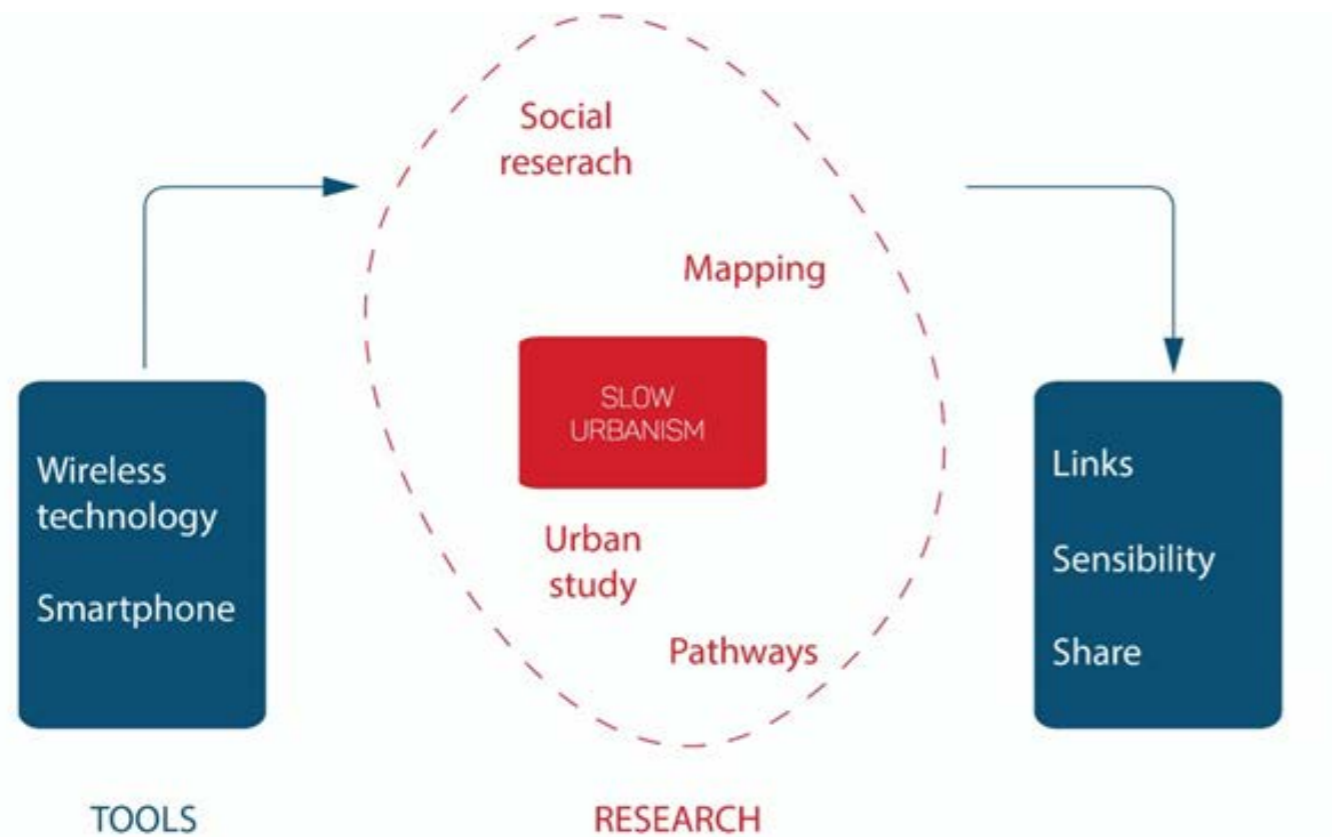 Social
reserach
Mapping
SLOW
URBANISM
Urban
study
Pathways
Wireless
technology
Smartphone
Links
Sensibility
Share
TOOLS
RESEARCH